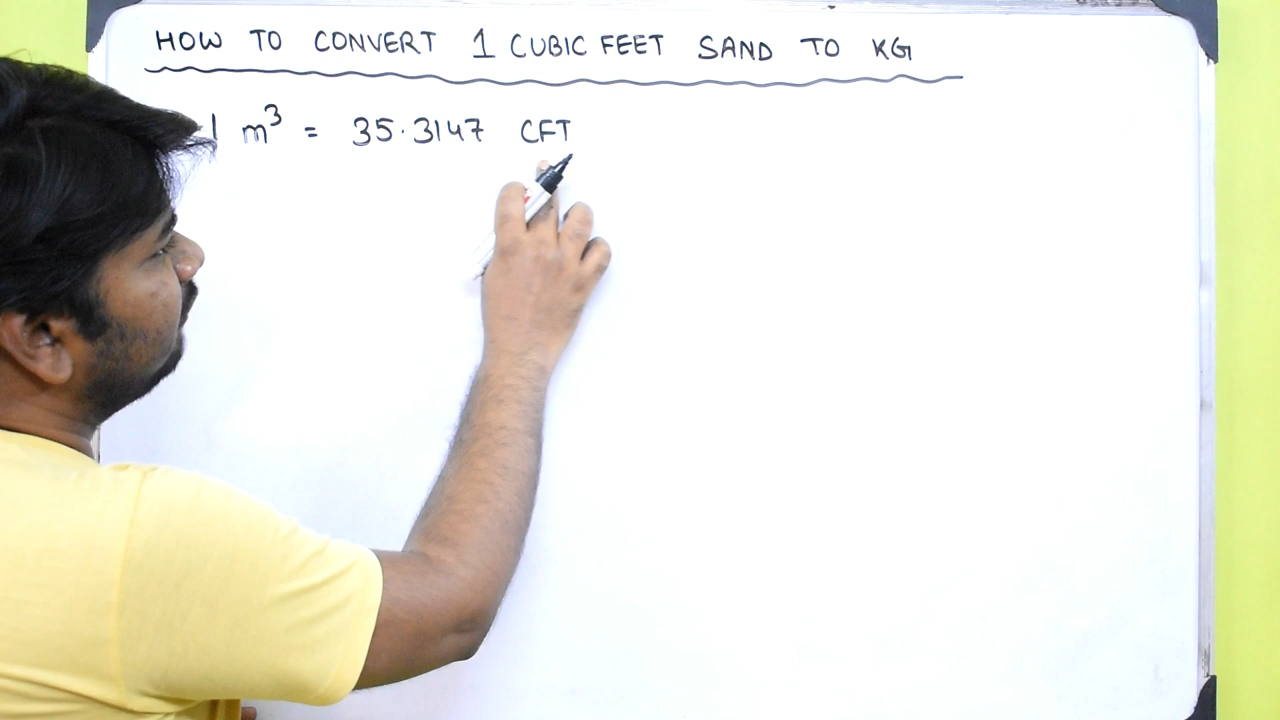 HOW TO CONVERT 1 CUBIC FEET SAND TO KG
1 m³ = 35.3147 CFT